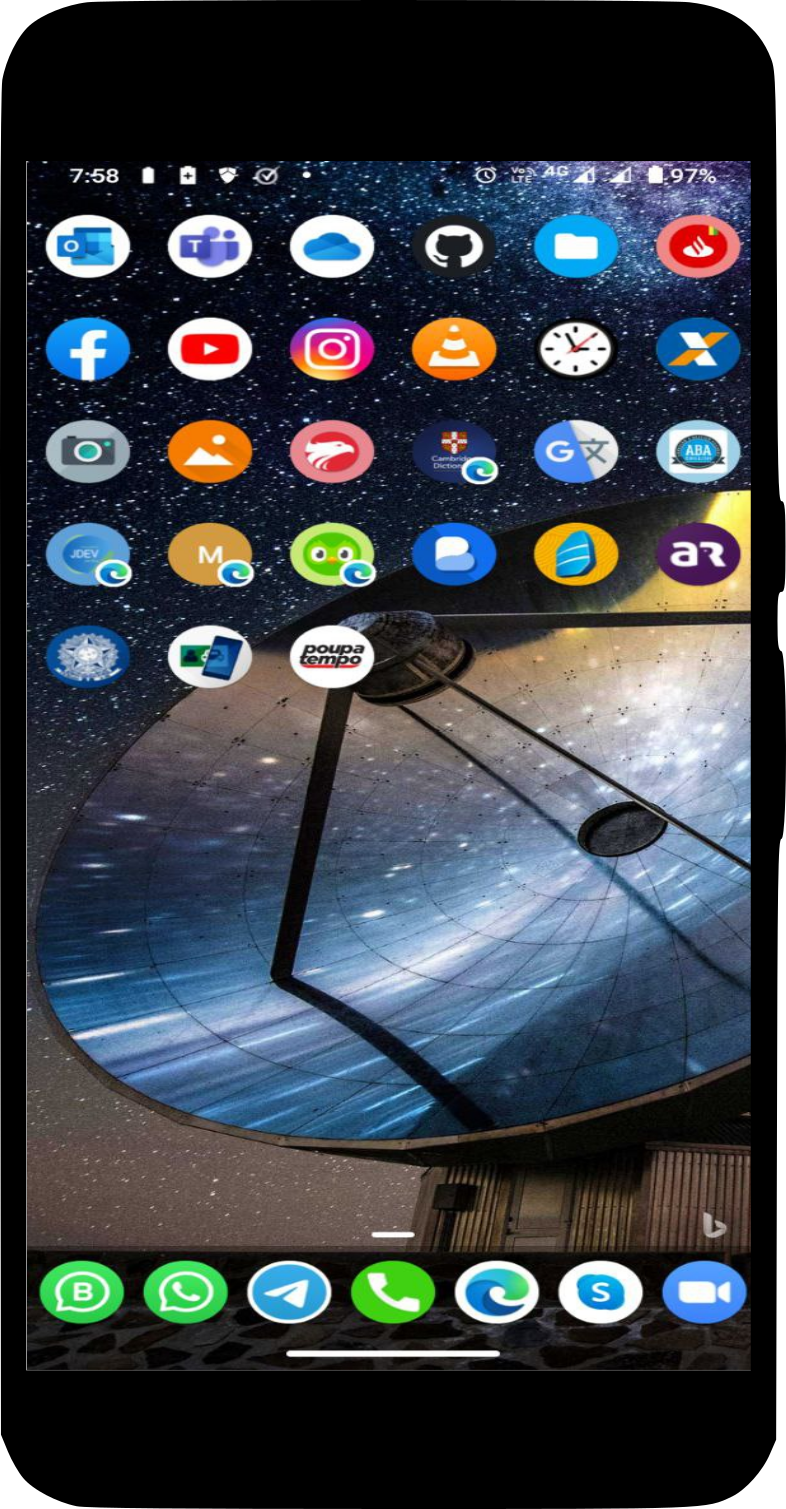 7:58 Vo LTE 4G 97%
O T
Cambridge
Diction
G 文 ABA
JDEV M aR
poupa
tempo
B S